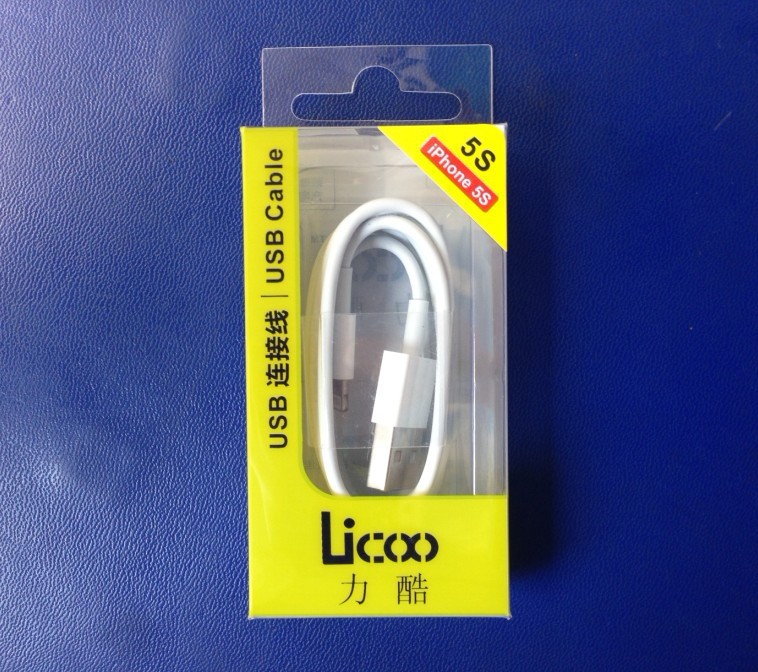 5S
iPhone 5S
USB 连接线 | USB Cable
Licoo
力酷